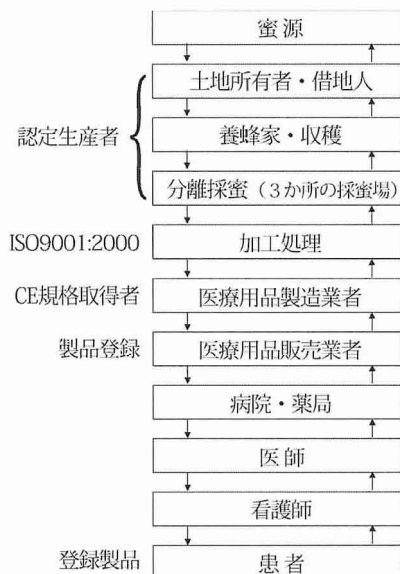 蜜源
土地所有者・借地人
認定生産者 養蜂家・収穫
分離採蜜（3か所の採蜜場）
ISO9001:2000 加工処理
CE規格取得者 医療用品製造業者
製品登録 医療用品販売業者
病院・薬局
医師
看護師
登録製品 患者